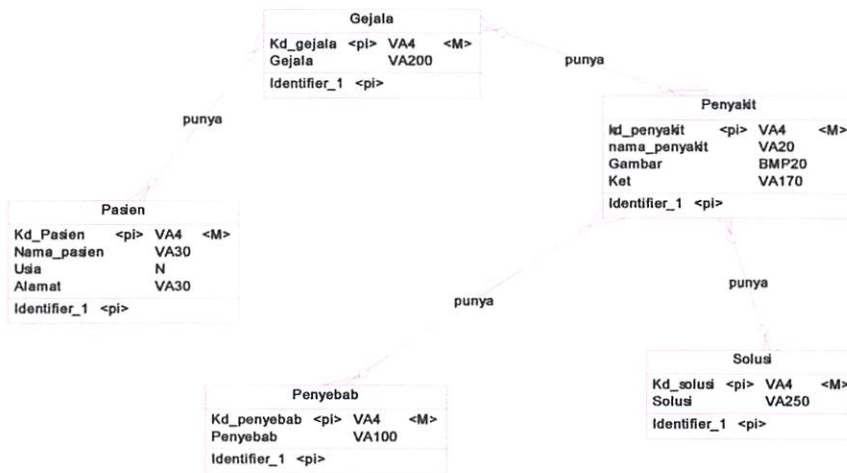 Gejala
Kd_gejala <pi> VA4 <M>
Gejala VA200
Identifier_1 <pi>
punya
punya
Penyakit
kd_penyakit <pi> VA4 <M>
nama_penyakit VA20
Gambar BMP20
Ket VA170
Identifier_1 <pi>
Pasien
Kd_Pasien <pi> VA4 <M>
Nama_pasien VA30
Usia N
Alamat VA30
Identifier_1 <pi>
punya
punya
Penyebab
Kd_penyebab <pi> VA4 <M>
Penyebab VA100
Identifier_1 <pi>
Solusi
Kd_solusi <pi> VA4 <M>
Solusi VA250
Identifier_1 <pi>